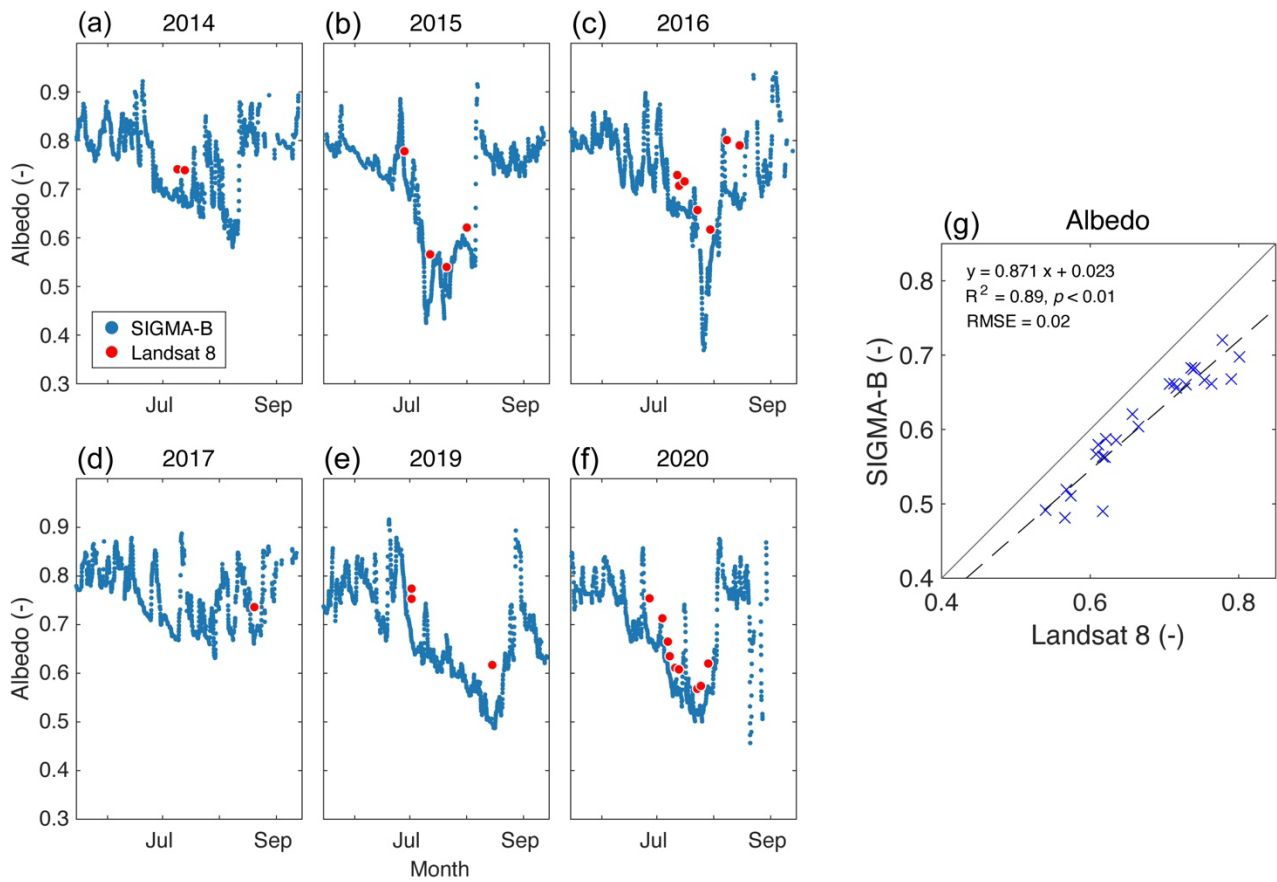 (a) 2014
(b) 2015
(c) 2016
Albedo (-)
0.9
0.8
0.7
0.6
0.5
0.4
0.3
SIGMA-B
Landsat 8
Jul Sep
Jul Sep
Jul Sep
(d) 2017
(e) 2019
(f) 2020
Albedo (-)
0.9
0.8
0.7
0.6
0.5
0.4
0.3
Jul Sep
Jul Sep
Jul Sep
Month
(g) Albedo
y = 0.871 x + 0.023
R² = 0.89, p < 0.01
RMSE = 0.02
SIGMA-B (-)
0.8
0.7
0.6
0.5
0.4
0.4 0.6 0.8
Landsat 8 (-)